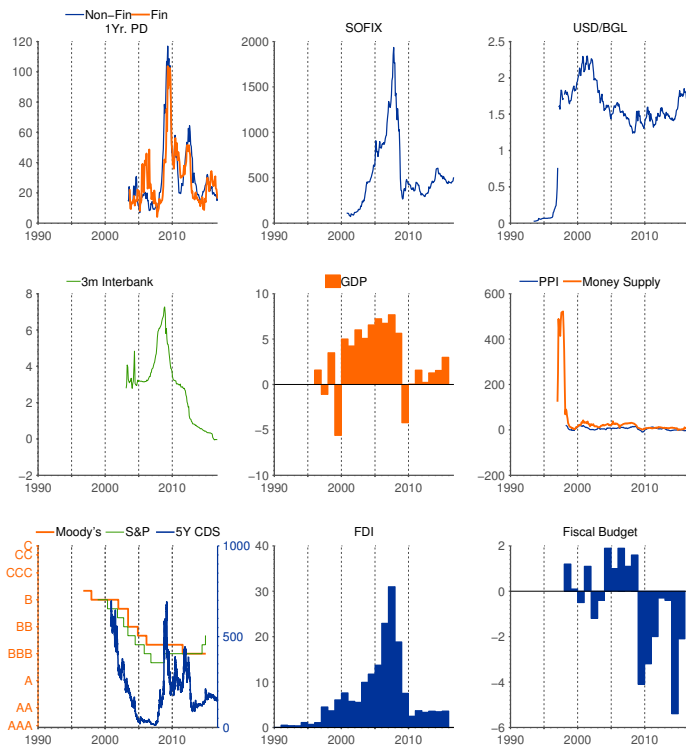 Non-Fin Fin
1Yr. PD
SOFIX
USD/BGL
120
100
80
60
40
20
0
1990 2000 2010
2000
1500
1000
500
0
1990 2000 2010
2.5
2
1.5
1
0.5
0
1990 2000 2010
3m Interbank
GDP
PPI Money Supply
8
6
4
2
0
−2
1990 2000 2010
10
5
0
−5
−10
1990 2000 2010
600
400
200
0
−200
1990 2000 2010
Moody's S&P 5Y CDS
FDI
Fiscal Budget
C
CC
CCC
B
BB
BBB
A
AA
AAA
1000
500
0
1990 2000 2010
40
30
20
10
0
1990 2000 2010
2
0
−2
−4
−6
1990 2000 2010